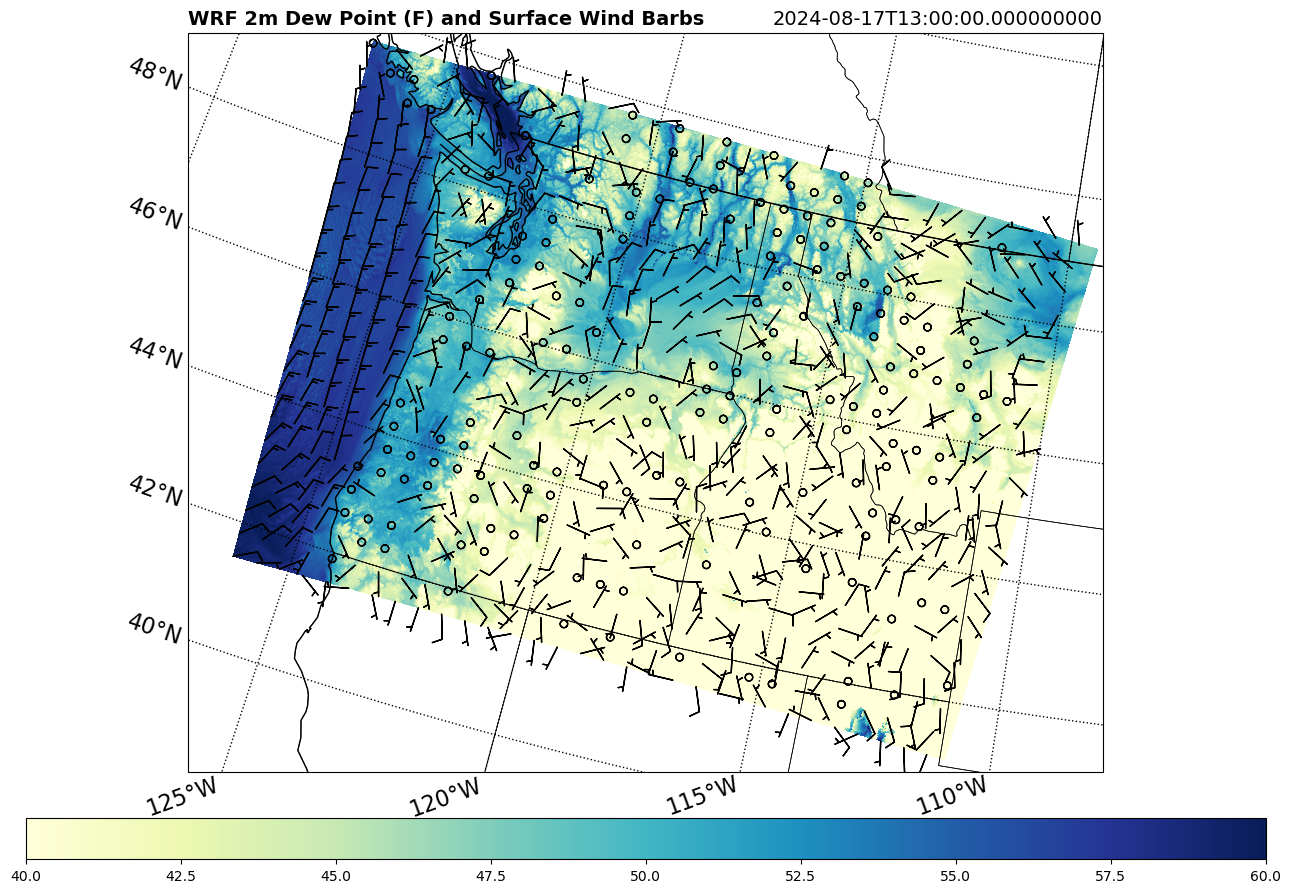 WRF 2m Dew Point (F) and Surface Wind Barbs
2024-08-17T13:00:00.000000000
48°N
46°N
44°N
42°N
40°N
125°W
120°W
115°W
110°W
40.0
42.5
45.0
47.5
50.0
52.5
55.0
57.5
60.0